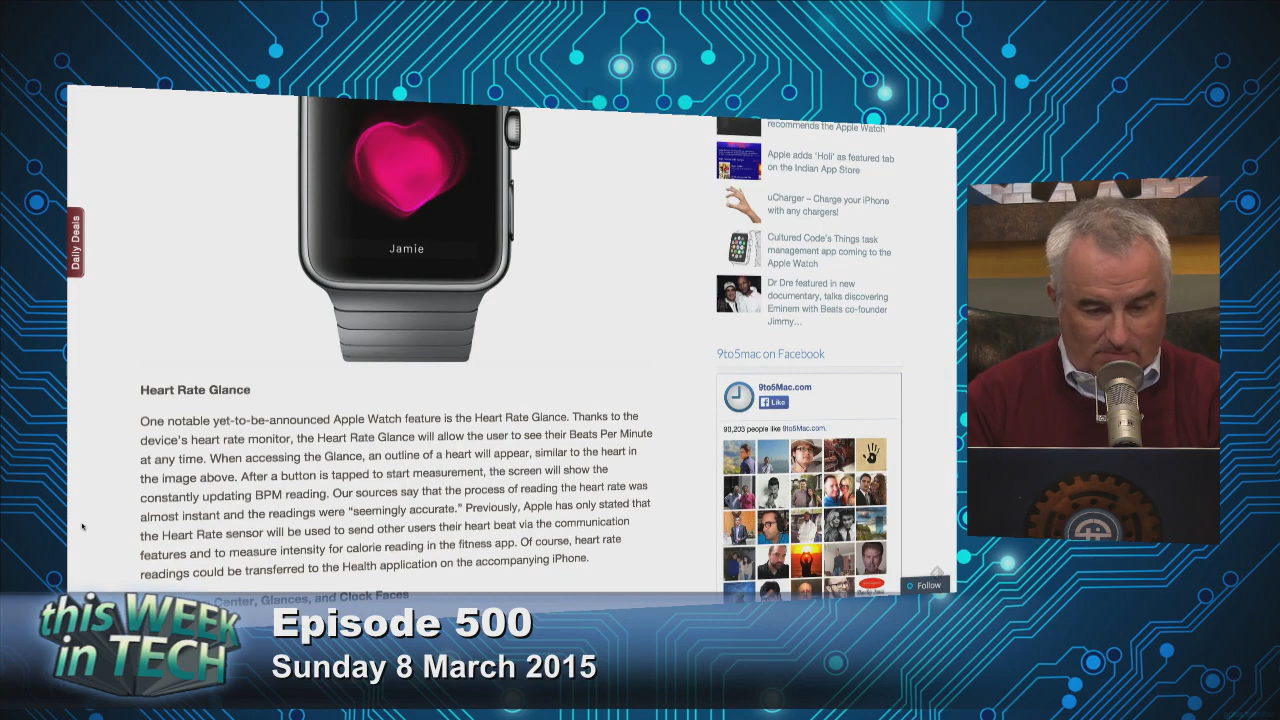 recommends the Apple Watch
Apple adds 'Holi' as featured tab
on the Indian App Store
uCharger – Charge your iPhone
with any chargers!
Cultured Code's Things task
management app coming to the
Apple Watch
Dr Dre featured in new
documentary, talks discovering
Eminem with Beats co-founder
Jimmy…
9to5mac on Facebook
9to5Mac.com
Like
90,203 people like 9to5Mac.com.
Follow
Daily Deals
Jamie
Heart Rate Glance
One notable yet-to-be-announced Apple Watch feature is the Heart Rate Glance. Thanks to the
device's heart rate monitor, the Heart Rate Glance will allow the user to see their Beats Per Minute
at any time. When accessing the Glance, an outline of a heart will appear, similar to the heart in
the image above. After a button is tapped to start measurement, the screen will show the
constantly updating BPM reading. Our sources say that the process of reading the heart rate was
almost instant and the readings were "seemingly accurate." Previously, Apple has only stated that
the Heart Rate sensor will be used to send other users their heart beat via the communication
features and to measure intensity for calorie reading in the fitness app. Of course, heart rate
readings could be transferred to the Health application on the accompanying iPhone.
Center, Glances, and Clock Faces
this WEEK
in TECH
Episode 500
Sunday 8 March 2015